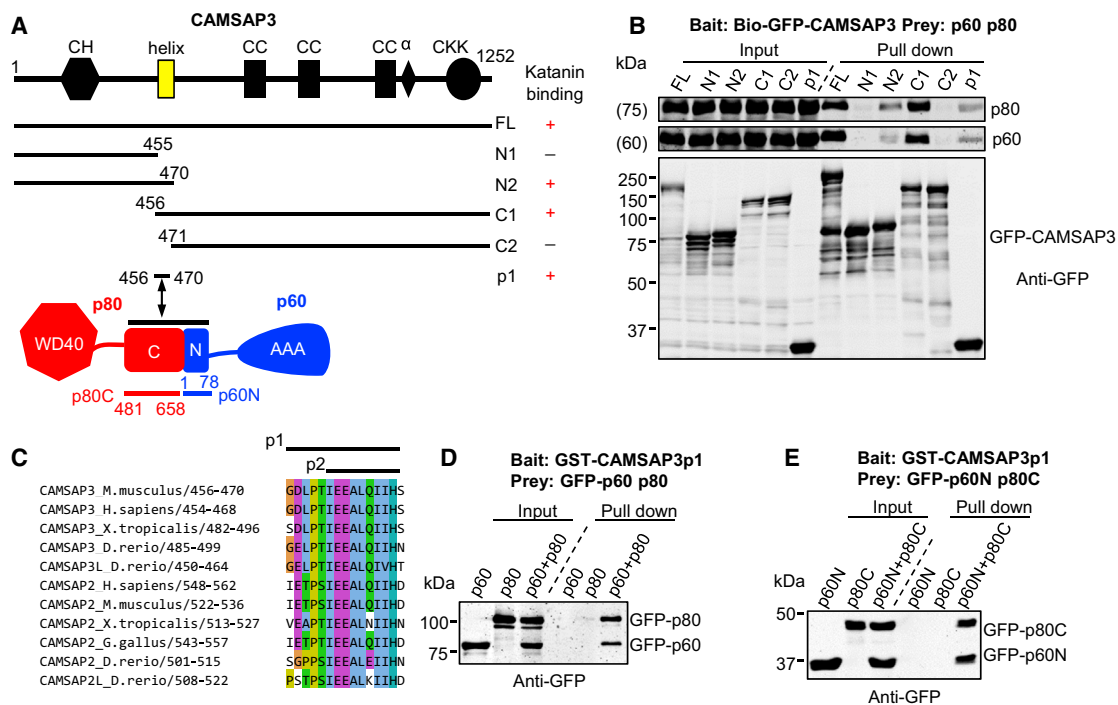 A
CAMSAP3
CH
helix
CC
CC
CC
α
CKK
1
1252
Katanin
binding
FL
+
455
N1
–
470
N2
+
456
C1
+
471
C2
–
456
470
p1
+
p80
p60
WD40
C
N
AAA
1
78
p80C
p60N
481
658
B
Bait: Bio-GFP-CAMSAP3 Prey: p60 p80
Input
Pull down
kDa
FL
N1
N2
C1
C2
p1
FL
N1
N2
C1
C2
p1
(75)
p80
(60)
p60
250
150
100
75
50
37
GFP-CAMSAP3
Anti-GFP
C
p1
p2
CAMSAP3_M.musculus/456-470 GDLPTIEEALQIIHS
CAMSAP3_H.sapiens/454-468 GDLPTIEEALQIIHS
CAMSAP3_X.tropicalis/482-496 SDLPTIEEALQIIHS
CAMSAP3_D.rerio/485-499 GELPTIEEALQIIHN
CAMSAP3L_D.rerio/450-464 GELPTIEEALQIVHT
CAMSAP2_H.sapiens/548-562 IETPSIEEALQIIHD
CAMSAP2_M.musculus/522-536 IETPSIEEALQIIHD
CAMSAP2_X.tropicalis/513-527 VEAPTIEEALNIIHD
CAMSAP2_G.gallus/543-557 IETPTIEEALQIIHD
CAMSAP2_D.rerio/501-515 SGPPSIEEALEIIHN
CAMSAP2L_D.rerio/508-522 PSTPSIEEALKIIHD
D
Bait: GST-CAMSAP3p1
Prey: GFP-p60 p80
Input
Pull down
p60
p80
p60+p80
p60
p80
p60+p80
kDa
100
75
GFP-p80
GFP-p60
Anti-GFP
E
Bait: GST-CAMSAP3p1
Prey: GFP-p60N p80C
Input
Pull down
p60N
p80C
p60N+p80C
p60N
p80C
p60N+p80C
kDa
50
37
GFP-p80C
GFP-p60N
Anti-GFP